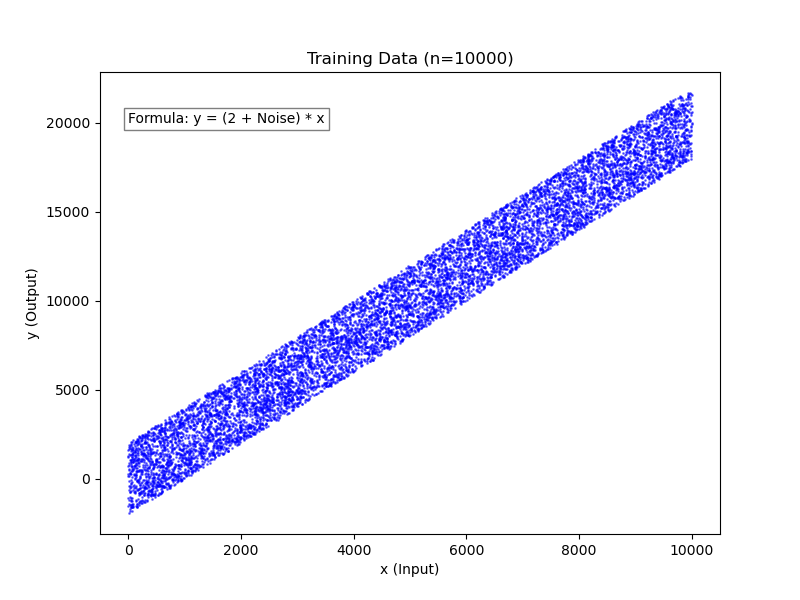 Training Data (n=10000)
Formula: y = (2 + Noise) * x
20000
15000
10000
5000
0
y (Output)
0 2000 4000 6000 8000 10000
x (Input)